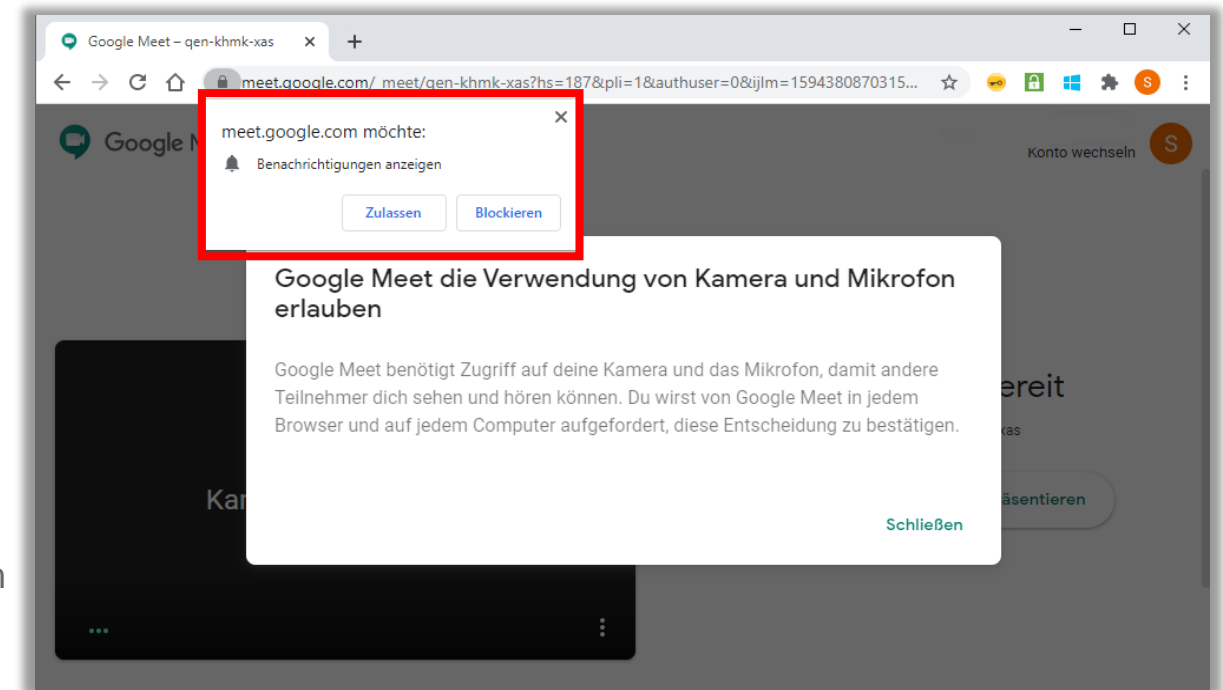 Google Meet – qen-khmk-xas
meet.google.com/_meet/qen-khmk-xas?hs=187&pli=1&authuser=0&ijlm=1594380870315...
S
meet.google.com möchte:
Benachrichtigungen anzeigen
Zulassen Blockieren
Google
Konto wechseln S
Google Meet die Verwendung von Kamera und Mikrofon
erlauben
Google Meet benötigt Zugriff auf deine Kamera und das Mikrofon, damit andere
Teilnehmer dich sehen und hören können. Du wirst von Google Meet in jedem
Browser und auf jedem Computer aufgefordert, diese Entscheidung zu bestätigen.
Schließen